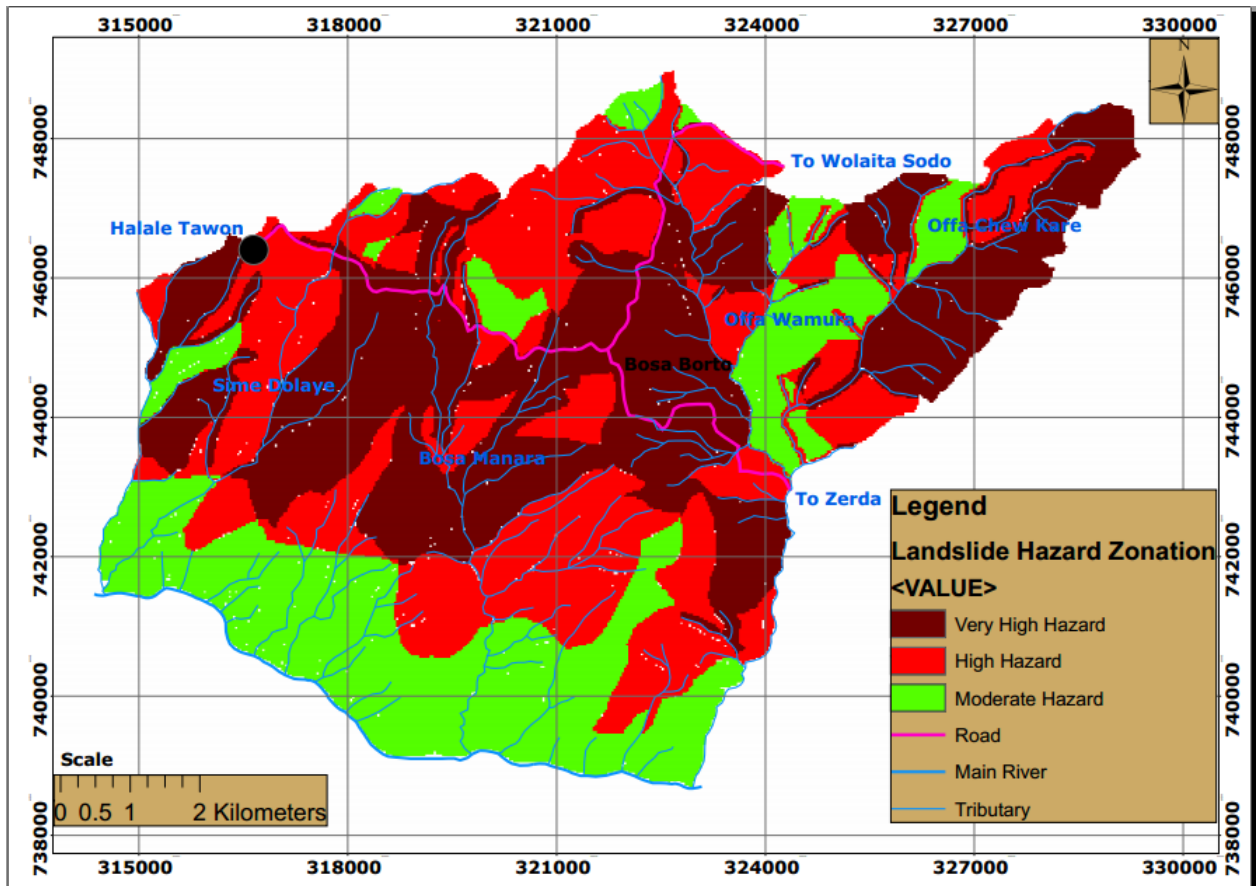 315000 318000 321000 324000 327000 330000
N
748000 748000
To Wolaita Sodo
Halale Tawon
Offa Chew Kare
746000 746000
Offa Wamura
Bosa Borto
Sime Dolaye
744000 744000
Bosa Manara
To Zerda
Legend
Landslide Hazard Zonation
<VALUE>
Very High Hazard
High Hazard
Moderate Hazard
Road
Main River
Tributary
742000 742000
740000 740000
Scale
0 0.5 1 2 Kilometers
738000 738000
315000 318000 321000 324000 327000 330000